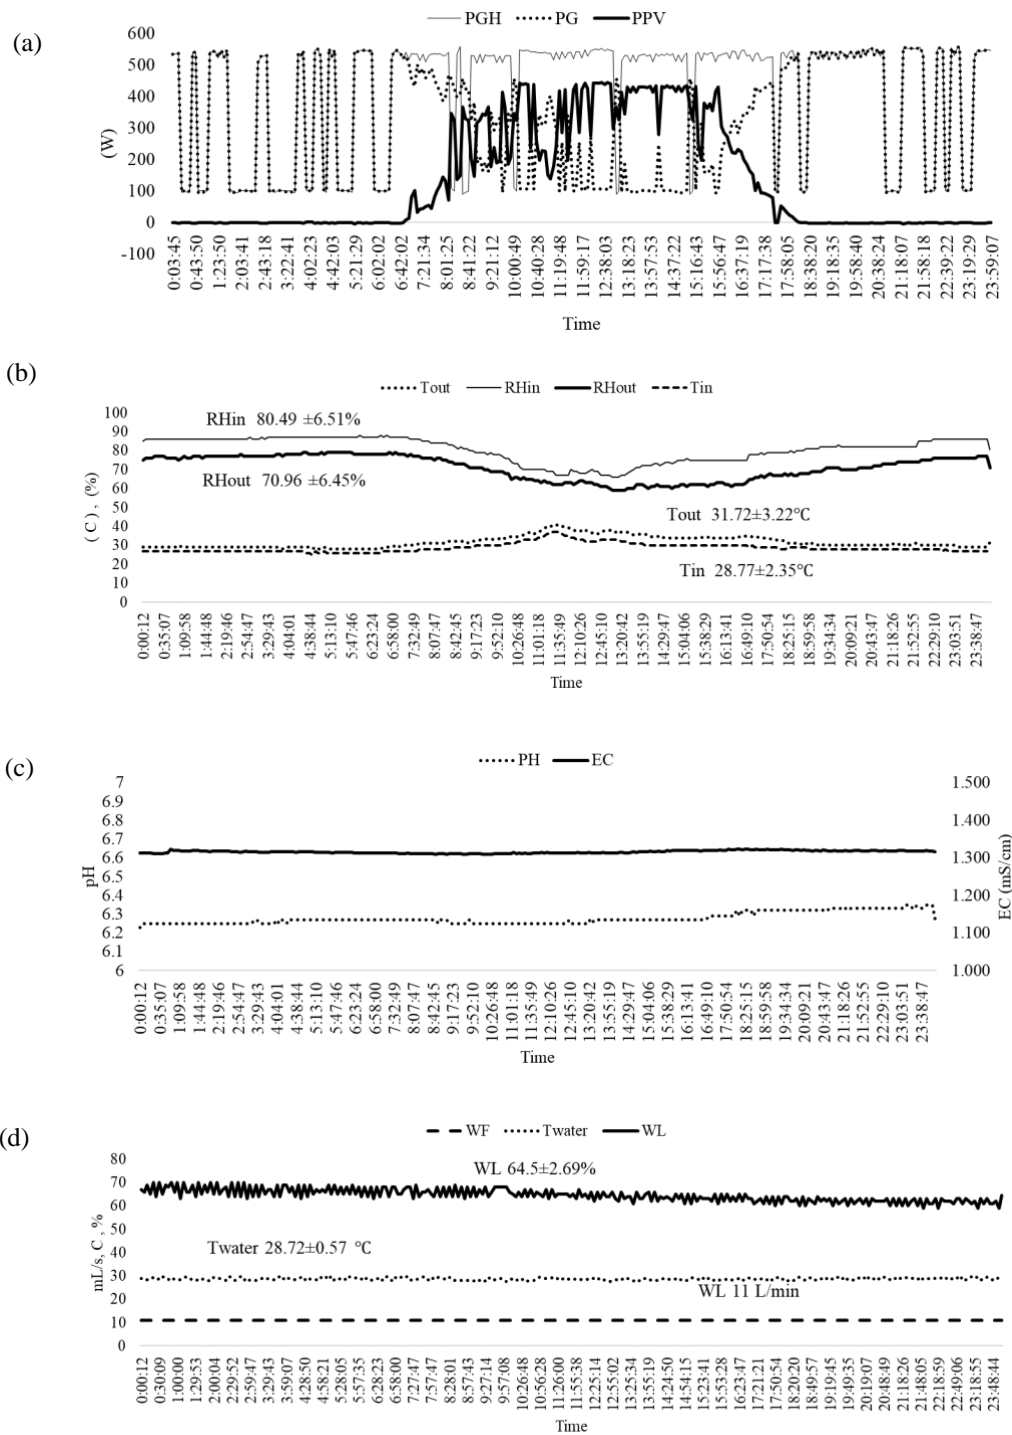 (a)
PGH PG PPV
600
500
400
300
200
100
0
-100
(W)
0:03:45 0:43:50 1:23:50 2:03:41 2:43:18 3:22:41 4:02:23 4:42:03 5:21:29 6:02:02 6:42:02 7:21:34 8:01:25 8:41:22 9:21:12 10:00:49 10:40:28 11:19:48 11:59:17 12:38:03 13:18:23 13:57:53 14:37:22 15:16:43 15:56:47 16:37:19 17:17:38 17:58:05 18:38:20 19:18:35 19:58:40 20:38:24 21:18:07 21:58:18 22:39:22 23:19:29 23:59:07
Time
(b)
Tout RHin RHout Tin
100
90
80
70
60
50
40
30
20
10
0
( C ) , (%)
RHin 80.49 ±6.51%
RHout 70.96 ±6.45%
Tout 31.72±3.22℃
Tin 28.77±2.35℃
0:00:12 0:35:07 1:09:58 1:44:48 2:19:46 2:54:47 3:29:43 4:04:01 4:38:44 5:13:10 5:47:46 6:23:24 6:58:00 7:32:49 8:07:47 8:42:45 9:17:23 9:52:10 10:26:48 11:01:18 11:35:49 12:10:26 12:45:10 13:20:42 13:55:19 14:29:47 15:04:06 15:38:29 16:13:41 16:49:10 17:50:54 18:25:15 18:59:58 19:34:34 20:09:21 20:43:47 21:18:26 21:52:55 22:29:10 23:03:51 23:38:47
Time
(c)
PH EC
7
6.9
6.8
6.7
6.6
6.5
6.4
6.3
6.2
6.1
6
pH
1.500
1.400
1.300
1.200
1.100
1.000
EC (mS/cm)
0:00:12 0:35:07 1:09:58 1:44:48 2:19:46 2:54:47 3:29:43 4:04:01 4:38:44 5:13:10 5:47:46 6:23:24 6:58:00 7:32:49 8:07:47 8:42:45 9:17:23 9:52:10 10:26:48 11:01:18 11:35:49 12:10:26 12:45:10 13:20:42 13:55:19 14:29:47 15:04:06 15:38:29 16:13:41 16:49:10 17:50:54 18:25:15 18:59:58 19:34:34 20:09:21 20:43:47 21:18:26 21:52:55 22:29:10 23:03:51 23:38:47
Time
(d)
WF Twater WL
80
70
60
50
40
30
20
10
0
mL/s, C , %
WL 64.5±2.69%
Twater 28.72±0.57 ℃
WL 11 L/min
0:00:12 0:30:09 1:00:00 1:29:53 2:00:04 2:29:52 2:59:47 3:29:43 3:59:07 4:28:50 4:58:21 5:28:05 5:57:35 6:28:23 6:58:00 7:27:47 7:57:47 8:28:01 8:57:43 9:27:14 9:57:08 10:26:48 10:56:28 11:26:00 11:55:38 12:25:14 12:55:02 13:25:34 13:55:19 14:24:50 14:54:15 15:23:41 15:53:28 16:23:47 17:21:21 17:50:54 18:20:20 18:49:57 19:19:45 19:49:36 20:19:07 20:48:49 21:18:26 21:48:05 22:18:59 22:49:06 23:18:55 23:48:44
Time